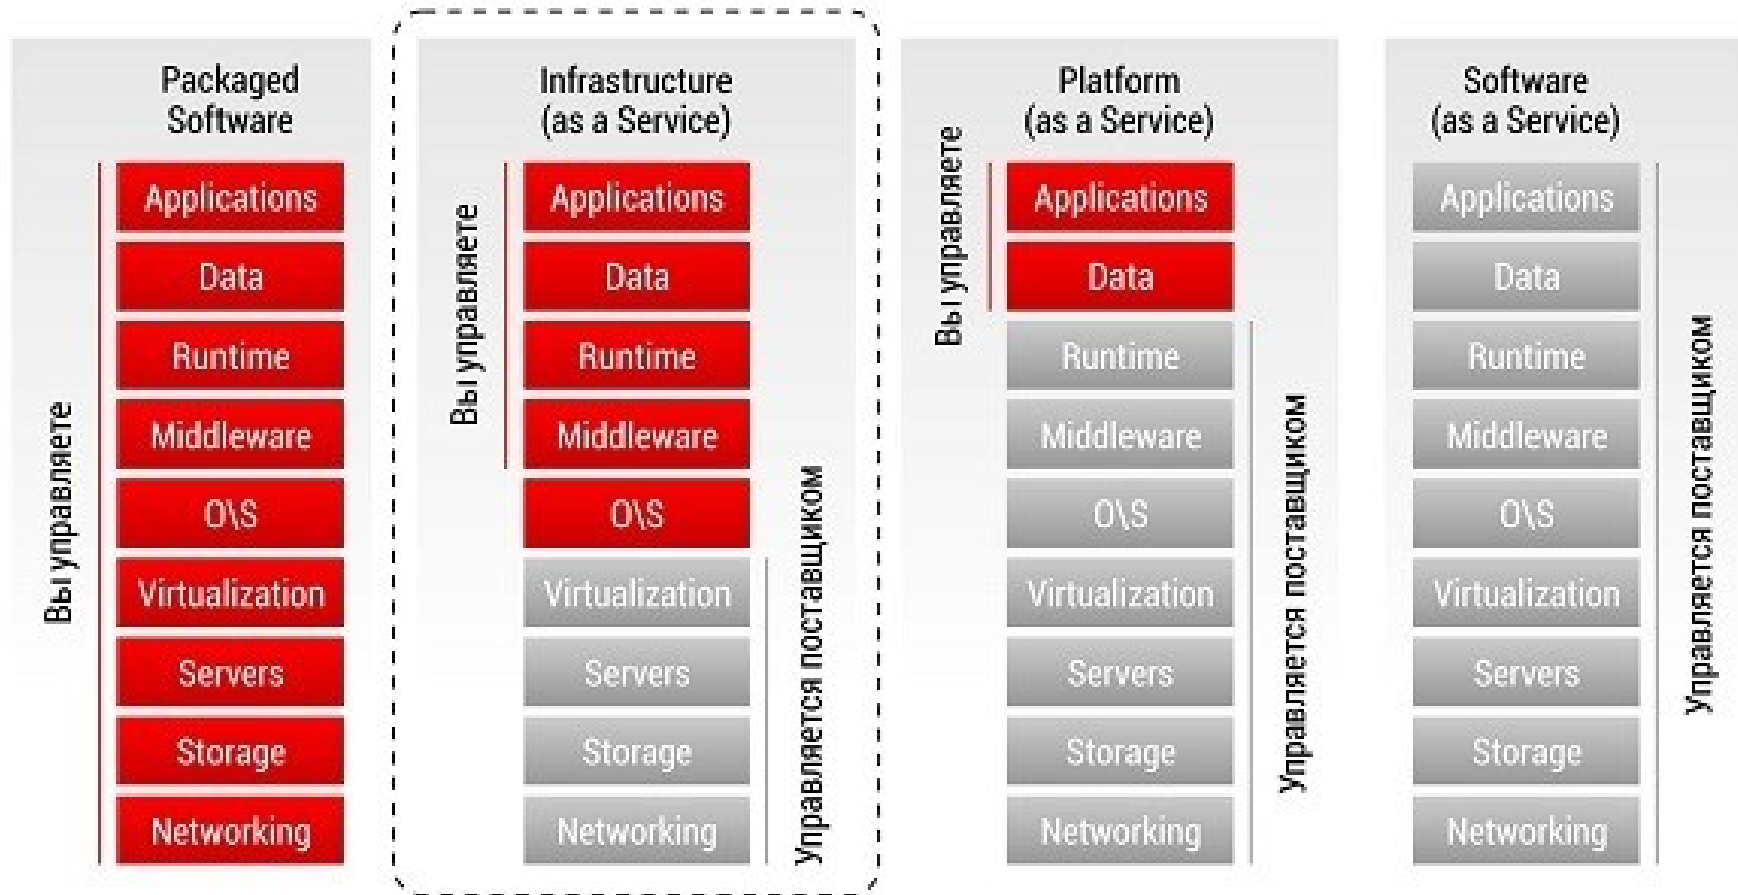 Packaged
Software
Вы управляете
Applications
Data
Runtime
Middleware
O\S
Virtualization
Servers
Storage
Networking
Infrastructure
(as a Service)
Вы управляете
Applications
Data
Runtime
Middleware
O\S
Virtualization
Servers
Storage
Networking
Управляется поставщиком
Platform
(as a Service)
Вы управляете
Applications
Data
Runtime
Middleware
O\S
Virtualization
Servers
Storage
Networking
Управляется поставщиком
Software
(as a Service)
Applications
Data
Runtime
Middleware
O\S
Virtualization
Servers
Storage
Networking
Управляется поставщиком